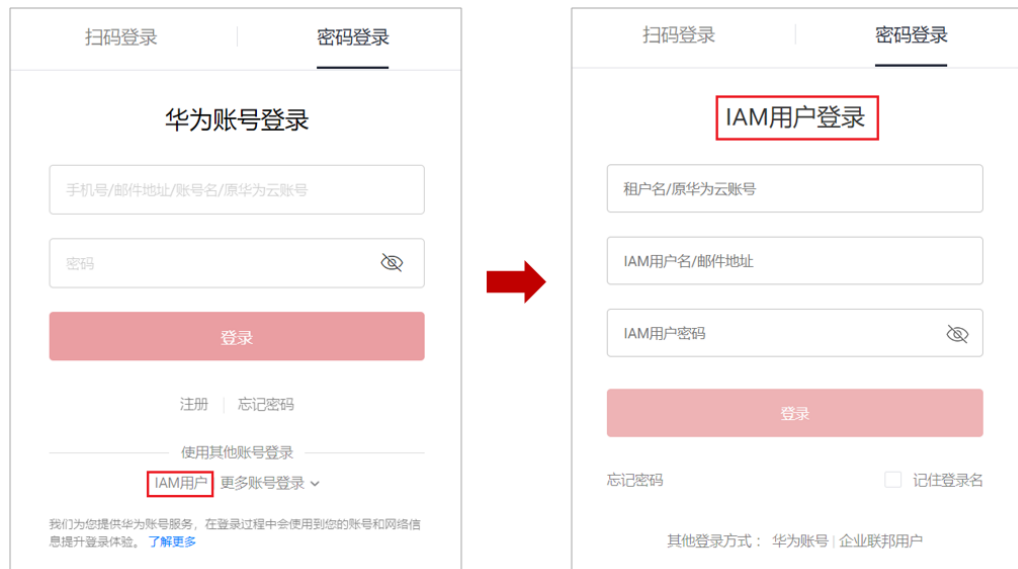 扫码登录 密码登录
华为账号登录
手机号/邮件地址/账号名/原华为云账号
密码
登录
注册 忘记密码
使用其他账号登录
IAM用户 更多账号登录
我们为您提供华为账号服务，在登录过程中会使用到您的账号和网络信
息提升登录体验。 了解更多
扫码登录 密码登录
IAM用户登录
租户名/原华为云账号
IAM用户名/邮件地址
IAM用户密码
登录
忘记密码 记住登录名
其他登录方式： 华为账号 | 企业联邦用户